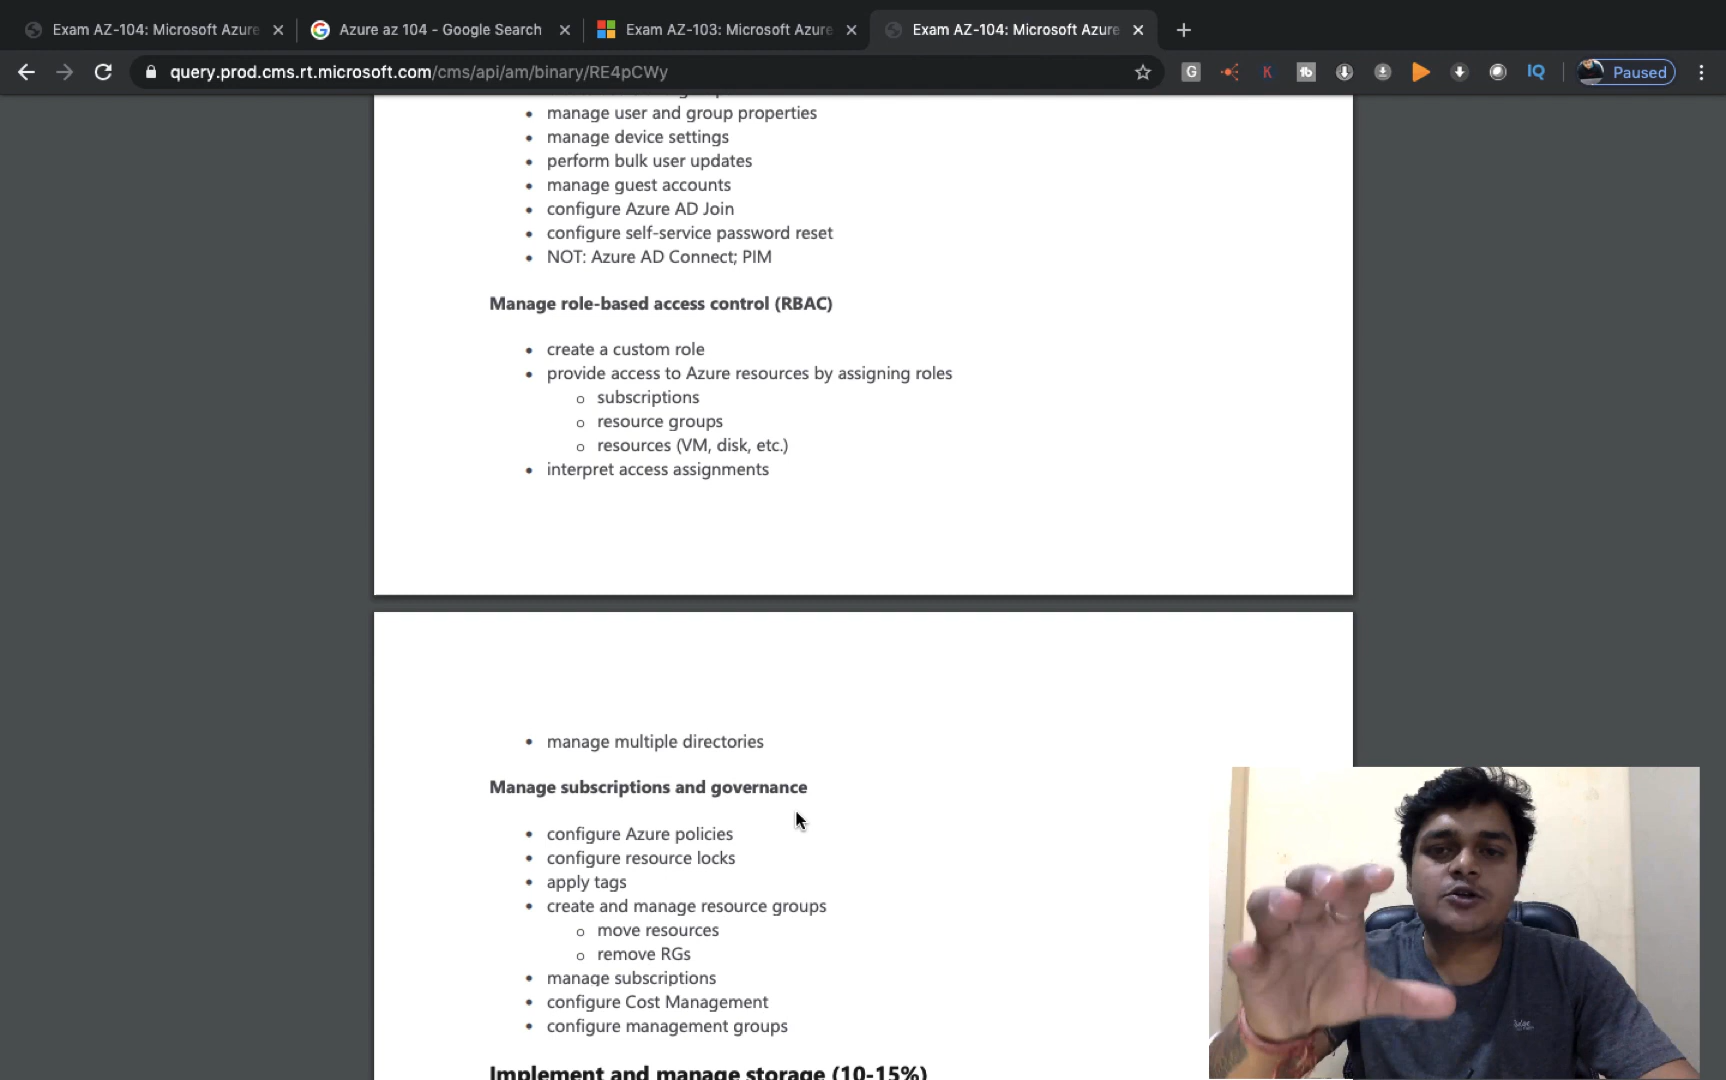 Exam AZ-104: Microsoft Azure
Azure az 104 - Google Search
Exam AZ-103: Microsoft Azure
Exam AZ-104: Microsoft Azure
query.prod.cms.rt.microsoft.com/cms/api/am/binary/RE4pCWy
G
K
tb
IQ
Paused
• manage user and group properties
• manage device settings
• perform bulk user updates
• manage guest accounts
• configure Azure AD Join
• configure self-service password reset
• NOT: Azure AD Connect; PIM
Manage role-based access control (RBAC)
• create a custom role
• provide access to Azure resources by assigning roles
o subscriptions
o resource groups
o resources (VM, disk, etc.)
• interpret access assignments
• manage multiple directories
Manage subscriptions and governance
• configure Azure policies
• configure resource locks
• apply tags
• create and manage resource groups
o move resources
o remove RGs
• manage subscriptions
• configure Cost Management
• configure management groups
Implement and manage storage (10-15%)